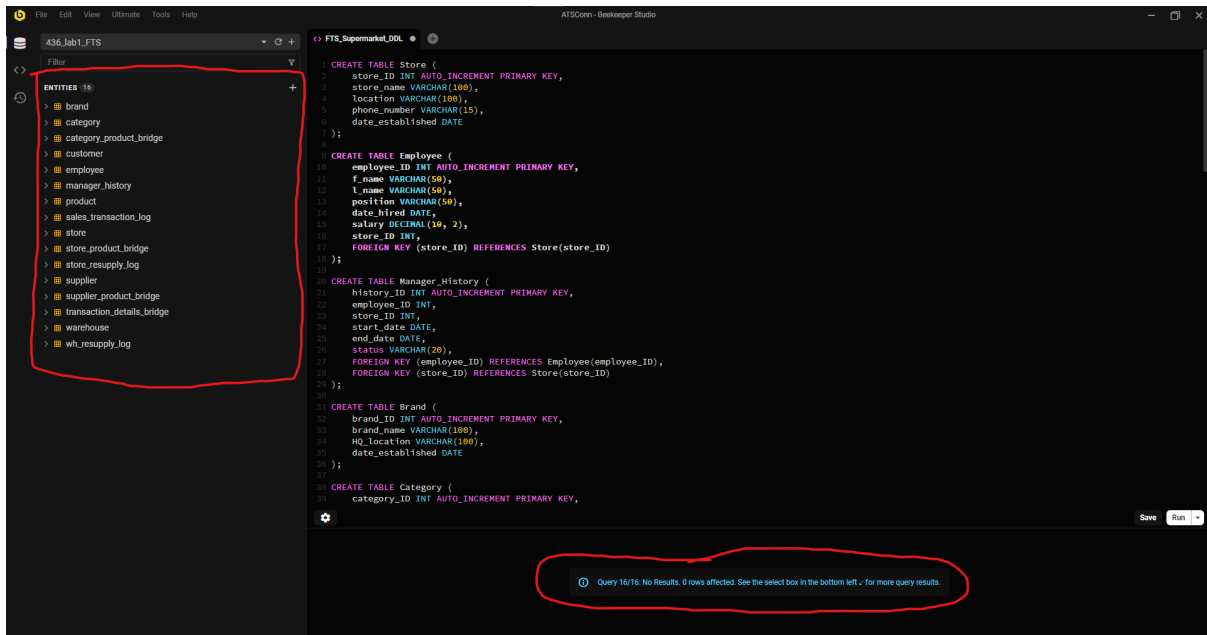 File Edit View Ultimate Tools Help
ATSConn - Beekeeper Studio
436_lab1_FTS
Filter
ENTITIES 16
brand
category
category_product_bridge
customer
employee
manager_history
product
sales_transaction_log
store
store_product_bridge
store_resupply_log
supplier
supplier_product_bridge
transaction_details_bridge
warehouse
wh_resupply_log
<> FTS_Supermarket_DDL
1 CREATE TABLE Store (
2 store_ID INT AUTO_INCREMENT PRIMARY KEY,
3 store_name VARCHAR(100),
4 location VARCHAR(100),
5 phone_number VARCHAR(15),
6 date_established DATE
7 );
8
9 CREATE TABLE Employee (
10 employee_ID INT AUTO_INCREMENT PRIMARY KEY,
11 f_name VARCHAR(50),
12 l_name VARCHAR(50),
13 position VARCHAR(50),
14 date_hired DATE,
15 salary DECIMAL(10, 2),
16 store_ID INT,
17 FOREIGN KEY (store_ID) REFERENCES Store(store_ID)
18 );
19
20 CREATE TABLE Manager_History (
21 history_ID INT AUTO_INCREMENT PRIMARY KEY,
22 employee_ID INT,
23 store_ID INT,
24 start_date DATE,
25 end_date DATE,
26 status VARCHAR(20),
27 FOREIGN KEY (employee_ID) REFERENCES Employee(employee_ID),
28 FOREIGN KEY (store_ID) REFERENCES Store(store_ID)
29 );
30
31 CREATE TABLE Brand (
32 brand_ID INT AUTO_INCREMENT PRIMARY KEY,
33 brand_name VARCHAR(100),
34 HQ_location VARCHAR(100),
35 date_established DATE
36 );
37
38 CREATE TABLE Category (
39 category_ID INT AUTO_INCREMENT PRIMARY KEY,
Save Run
Query 16/16: No Results. 0 rows affected. See the select box in the bottom left ↙ for more query results.